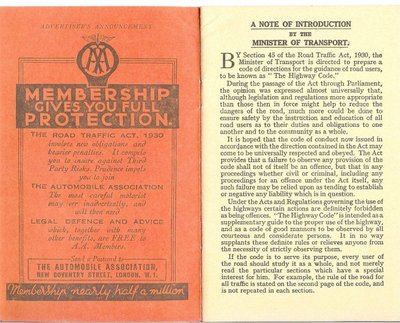 ADVERTISER'S ANNOUNCEMENT
AA
MEMBERSHIP
GIVES YOU FULL
PROTECTION
THE ROAD TRAFFIC ACT, 1930
involves new obligations and
heavier penalties. It compels
you to insure against Third
Party Risks. Prudence impels
you to join
THE AUTOMOBILE ASSOCIATION
The most careful motorist
may err inadvertently, and
will then need
LEGAL DEFENCE AND ADVICE
which, together with many
other benefits, are FREE to
A.A. Members.
Send a Postcard to
THE AUTOMOBILE ASSOCIATION,
NEW COVENTRY STREET, LONDON, W.1.
Membership nearly half a million
A NOTE OF INTRODUCTION
BY THE
MINISTER OF TRANSPORT.
BY Section 45 of the Road Traffic Act, 1930, the
Minister of Transport is directed to prepare a
code of directions for the guidance of road users,
to be known as "The Highway Code."
During the passage of the Act through Parliament,
the opinion was expressed almost universally that,
although legislation and regulations more appropriate
than those then in force might help to reduce the
dangers of the road, much more could be done to
ensure safety by the instruction and education of all
road users as to their duties and obligations to one
another and to the community as a whole.
It is hoped that the code of conduct now issued in
accordance with the direction contained in the Act may
come to be universally respected and obeyed. The Act
provides that a failure to observe any provision of the code
shall not of itself be an offence, but that in any
proceedings whether civil or criminal, including any
proceedings for an offence under the Act itself, any
such failure may be relied upon as tending to establish
or negative any liability which is in question.
Under the Acts and Regulations governing the use of
the highways certain actions are definitely forbidden
as being offences. "The Highway Code" is intended as a
supplementary guide to the proper use of the highway,
and as a code of good manners to be observed by all
courteous and considerate persons. It in no way
supplants these definite rules or relieves anyone from
the necessity of strictly observing them.
If the code is to serve its purpose, every user of
the road should study it as a whole, and not merely
read the particular sections which have a special
interest for him. For example, the rule of the road for
all traffic is stated on the second page of the code, and
is not repeated in each section.